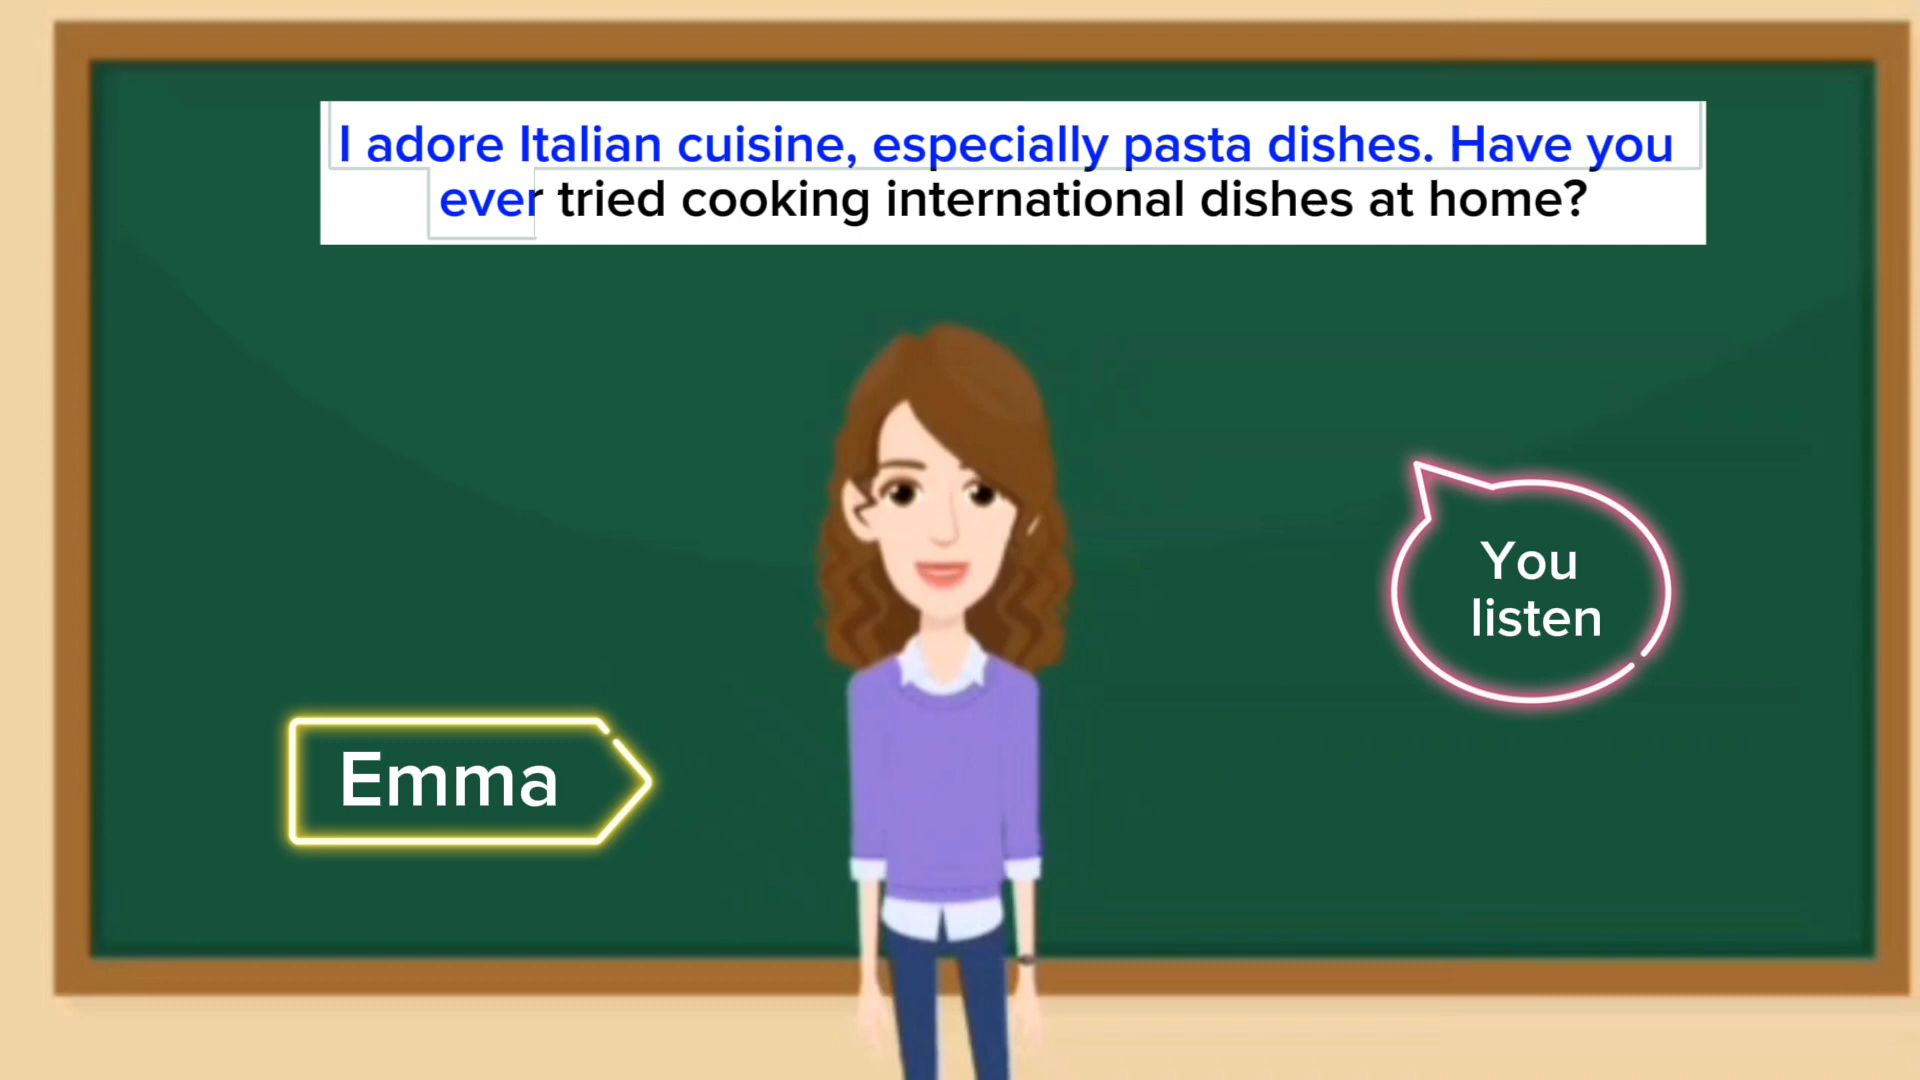 I adore Italian cuisine, especially pasta dishes. Have you
ever tried cooking international dishes at home?
You
listen
Emma